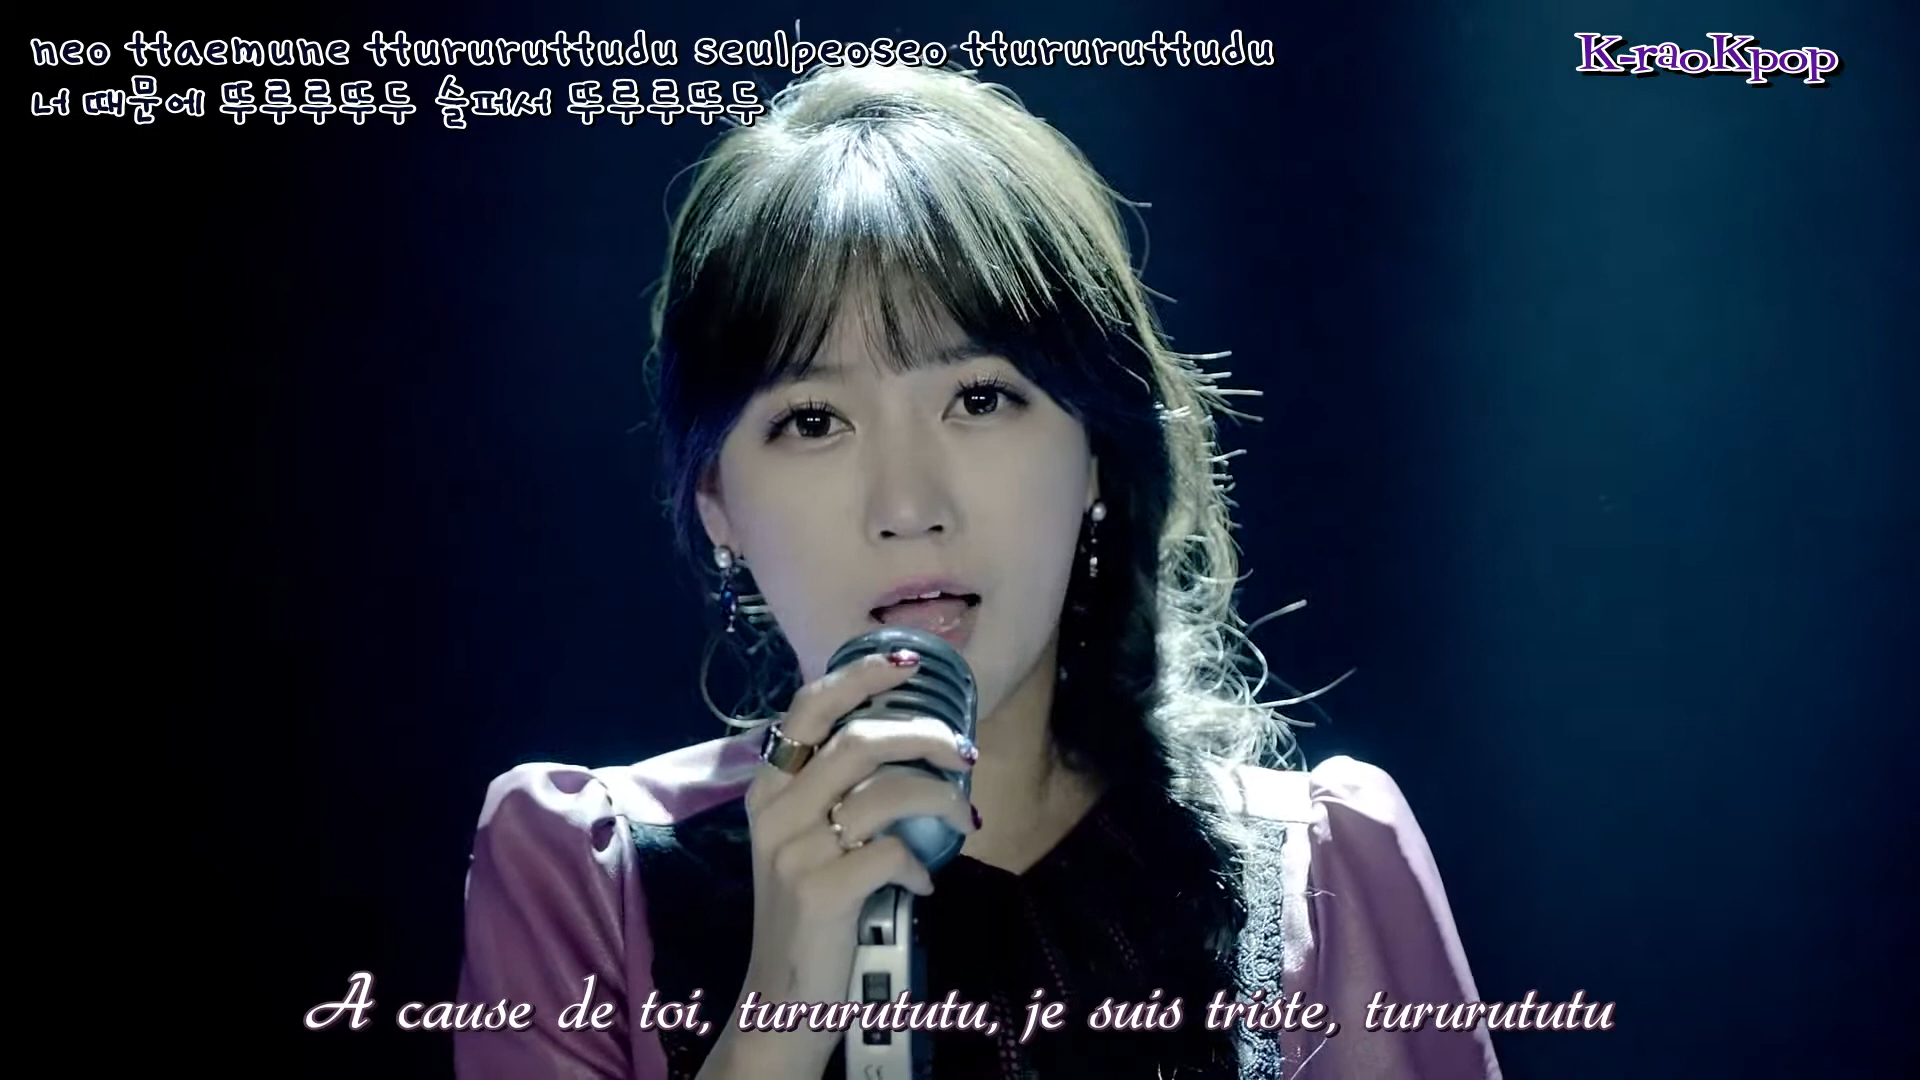 neo ttaemune ttururuttudu seulpeoseo ttururuttudu
너 때문에 뚜루루뚜두 슬퍼서 뚜루루뚜두
K-raoKpop
A cause de toi, tururututu, je suis triste, tururututu